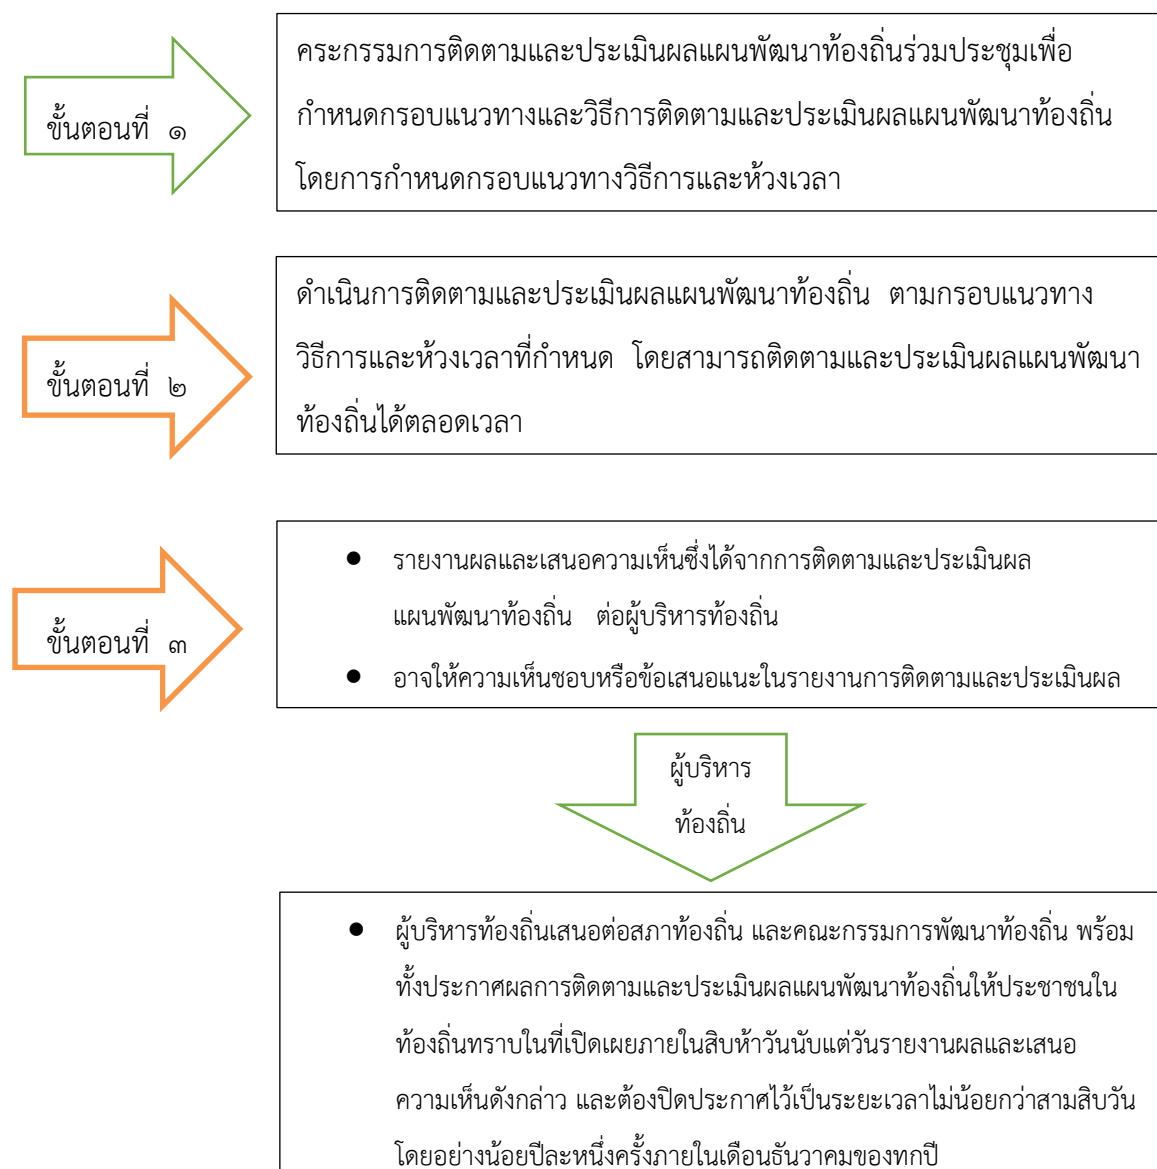 ขั้นตอนที่ ๑
คระกรรมการติดตามและประเมินผลแผนพัฒนาท้องถิ่นร่วมประชุมเพื่อ
กำหนดกรอบแนวทางและวิธีการติดตามและประเมินผลแผนพัฒนาท้องถิ่น
โดยการกำหนดกรอบแนวทางวิธีการและห้วงเวลา
ขั้นตอนที่ ๒
ดำเนินการติดตามและประเมินผลแผนพัฒนาท้องถิ่น ตามกรอบแนวทาง
วิธีการและห้วงเวลาที่กำหนด โดยสามารถติดตามและประเมินผลแผนพัฒนา
ท้องถิ่นได้ตลอดเวลา
ขั้นตอนที่ ๓
● รายงานผลและเสนอความเห็นซึ่งได้จากการติดตามและประเมินผล
แผนพัฒนาท้องถิ่น ต่อผู้บริหารท้องถิ่น
● อาจให้ความเห็นชอบหรือข้อเสนอแนะในรายงานการติดตามและประเมินผล
ผู้บริหาร
ท้องถิ่น
● ผู้บริหารท้องถิ่นเสนอต่อสภาท้องถิ่น และคณะกรรมการพัฒนาท้องถิ่น พร้อม
ทั้งประกาศผลการติดตามและประเมินผลแผนพัฒนาท้องถิ่นให้ประชาชนใน
ท้องถิ่นทราบในที่เปิดเผยภายในสิบห้าวันนับแต่วันรายงานผลและเสนอ
ความเห็นดังกล่าว และต้องปิดประกาศไว้เป็นระยะเวลาไม่น้อยกว่าสามสิบวัน
โดยอย่างน้อยปีละหนึ่งครั้งภายในเดือนธันวาคมของทุกปี